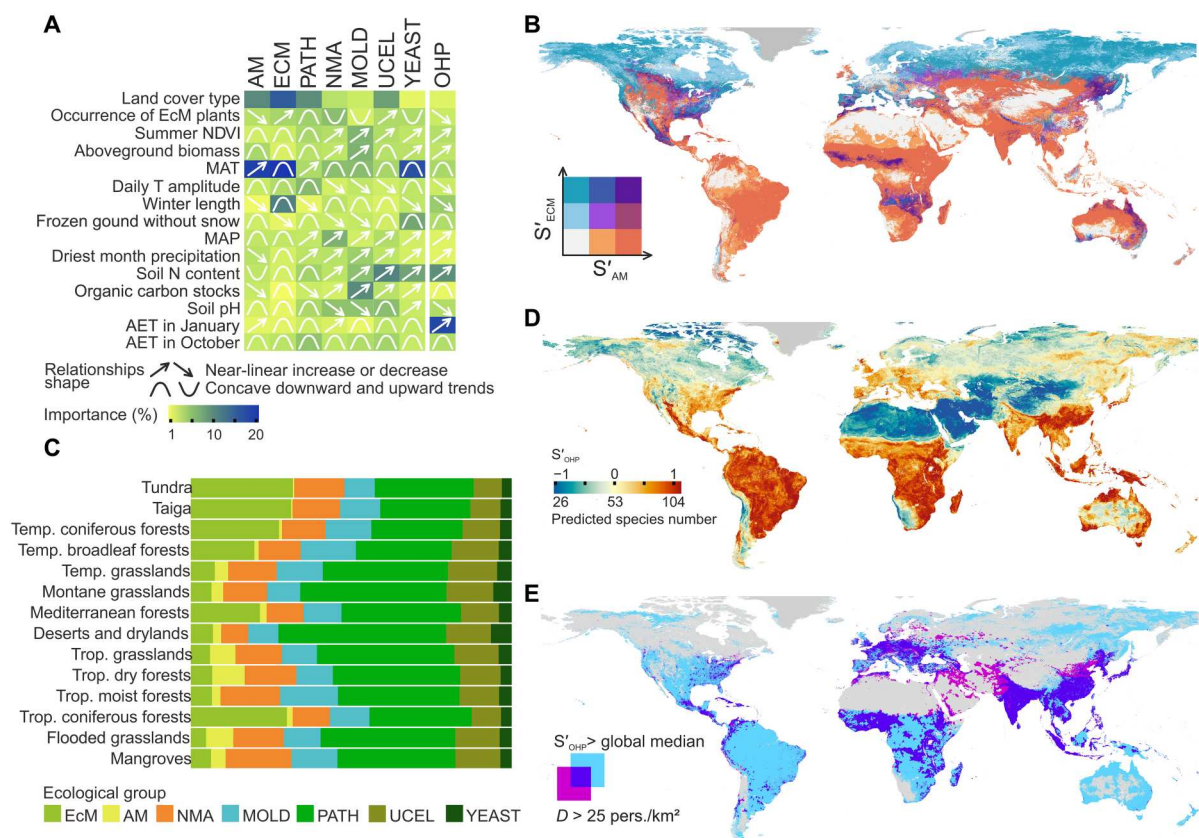 A
AM ECM PATH NMA MOLD UCEL YEAST OHP
Land cover type
Occurrence of EcM plants
Summer NDVI
Aboveground biomass
MAT
Daily T amplitude
Winter length
Frozen gound without snow
MAP
Driest month precipitation
Soil N content
Organic carbon stocks
Soil pH
AET in January
AET in October
Relationships shape
Near-linear increase or decrease
Concave downward and upward trends
Importance (%)
1 10 20
B
S′ECM
S′AM
C
Tundra
Taiga
Temp. coniferous forests
Temp. broadleaf forests
Temp. grasslands
Montane grasslands
Mediterranean forests
Deserts and drylands
Trop. grasslands
Trop. dry forests
Trop. moist forests
Trop. coniferous forests
Flooded grasslands
Mangroves
Ecological group
EcM AM NMA MOLD PATH UCEL YEAST
D
S′OHP
−1 0 1
26 53 104
Predicted species number
E
S′OHP > global median
D > 25 pers./km²